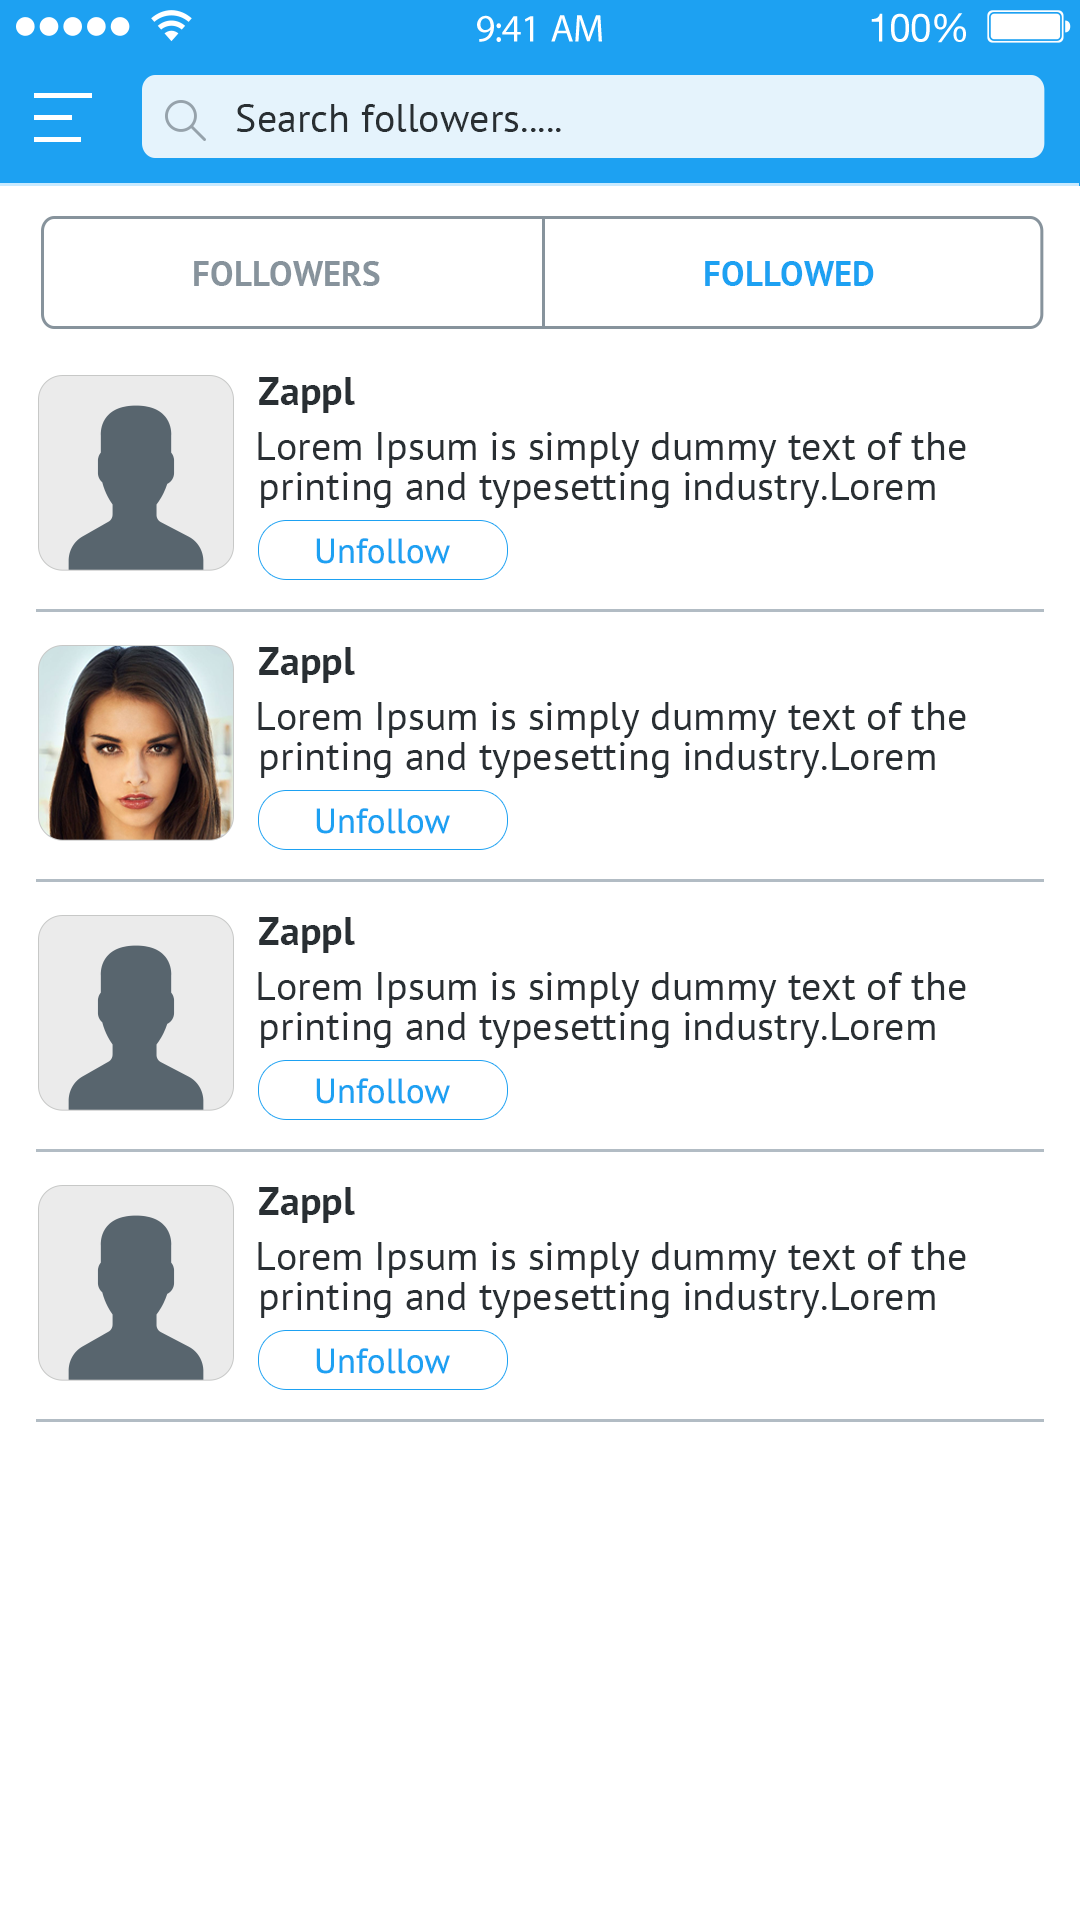 9:41 AM 100%
Search followers.....
FOLLOWERS FOLLOWED
Zappl
Lorem Ipsum is simply dummy text of the
printing and typesetting industry.Lorem
Unfollow
Zappl
Lorem Ipsum is simply dummy text of the
printing and typesetting industry.Lorem
Unfollow
Zappl
Lorem Ipsum is simply dummy text of the
printing and typesetting industry.Lorem
Unfollow
Zappl
Lorem Ipsum is simply dummy text of the
printing and typesetting industry.Lorem
Unfollow